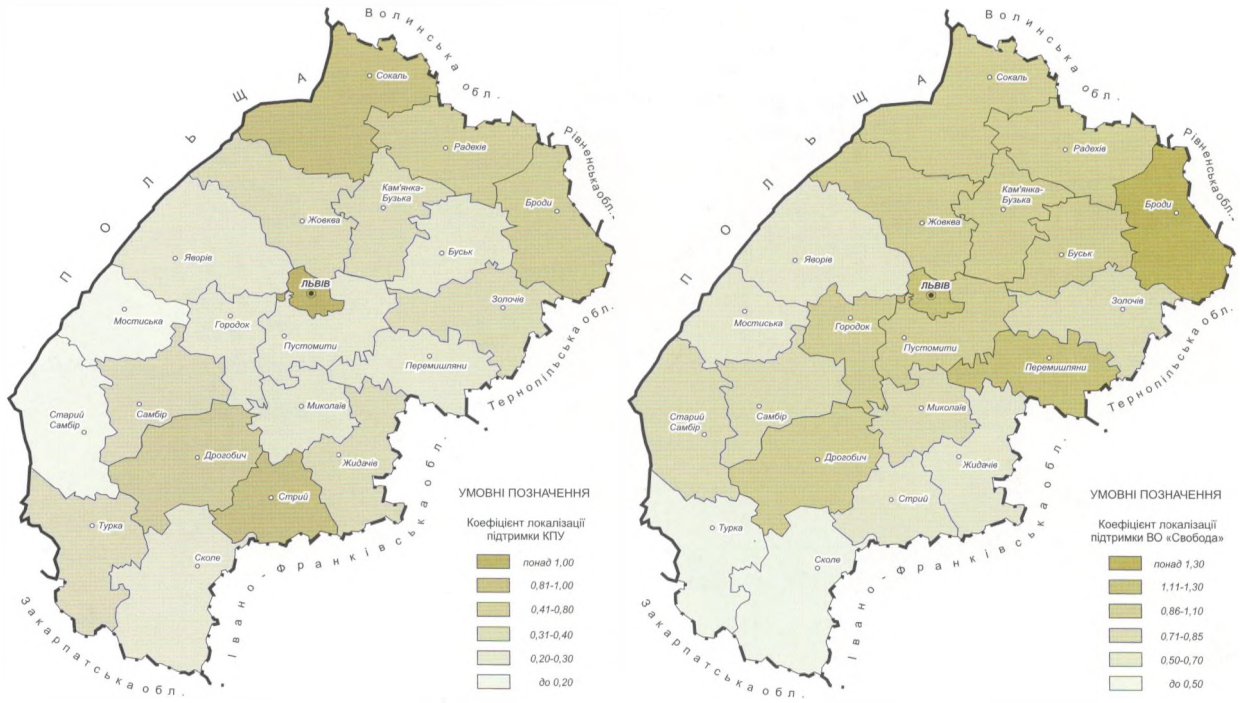 Волинська обл.
ПОЛЬЩА
Рівненська обл.
Сокаль
Радехів
Кам'янка-
Бузька
Броди
Жовква
Буськ
Яворів
ЛЬВІВ
Золочів
Мостиська
Городок
Пустомити
Перемишляни
Тернопільська обл.
Старий
Самбір
Самбір
Миколаїв
Дрогобич
Жидачів
Стрий
Турка
Сколе
Івано-Франківська обл.
Закарпатська обл.
УМОВНІ ПОЗНАЧЕННЯ
Коефіцієнт локалізації
підтримки КПУ
понад 1,00
0,81-1,00
0,41-0,80
0,31-0,40
0,20-0,30
до 0,20
Волинська обл.
ПОЛЬЩА
Рівненська обл.
Сокаль
Радехів
Кам'янка-
Бузька
Броди
Жовква
Буськ
Яворів
ЛЬВІВ
Золочів
Мостиська
Городок
Пустомити
Перемишляни
Тернопільська обл.
Старий
Самбір
Самбір
Миколаїв
Дрогобич
Жидачів
Стрий
Турка
Сколе
Івано-Франківська обл.
Закарпатська обл.
УМОВНІ ПОЗНАЧЕННЯ
Коефіцієнт локалізації
підтримки ВО «Свобода»
понад 1,30
1,11-1,30
0,86-1,10
0,71-0,85
0,50-0,70
до 0,50